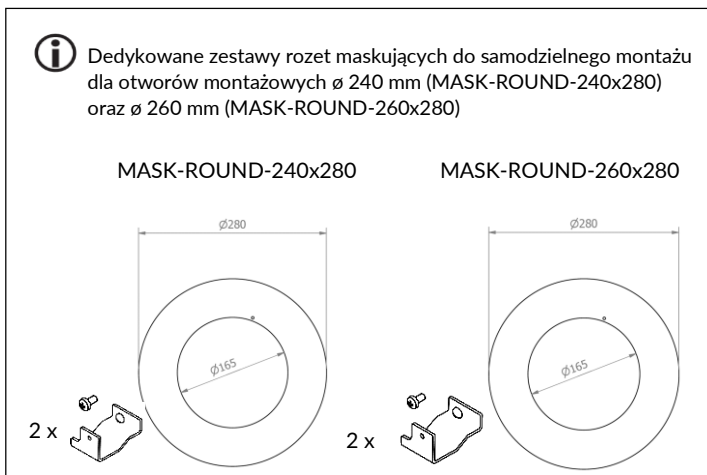 Dedykowane zestawy rozet maskujących do samodzielnego montażu
dla otworów montażowych ø 240 mm (MASK-ROUND-240x280)
oraz ø 260 mm (MASK-ROUND-260x280)
MASK-ROUND-240x280
MASK-ROUND-260x280
Ø280
Ø280
Ø165
Ø165
2 x
2 x